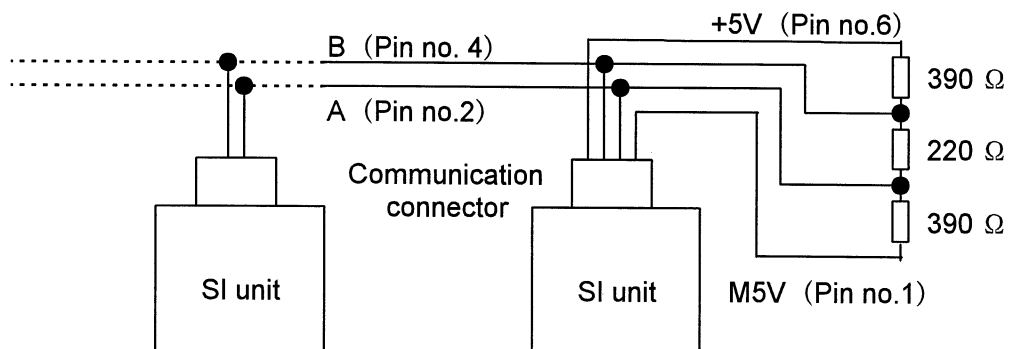 +5V (Pin no.6)
B (Pin no. 4)
390 Ω
A (Pin no.2)
220 Ω
Communication
connector
390 Ω
SI unit
SI unit
M5V (Pin no.1)